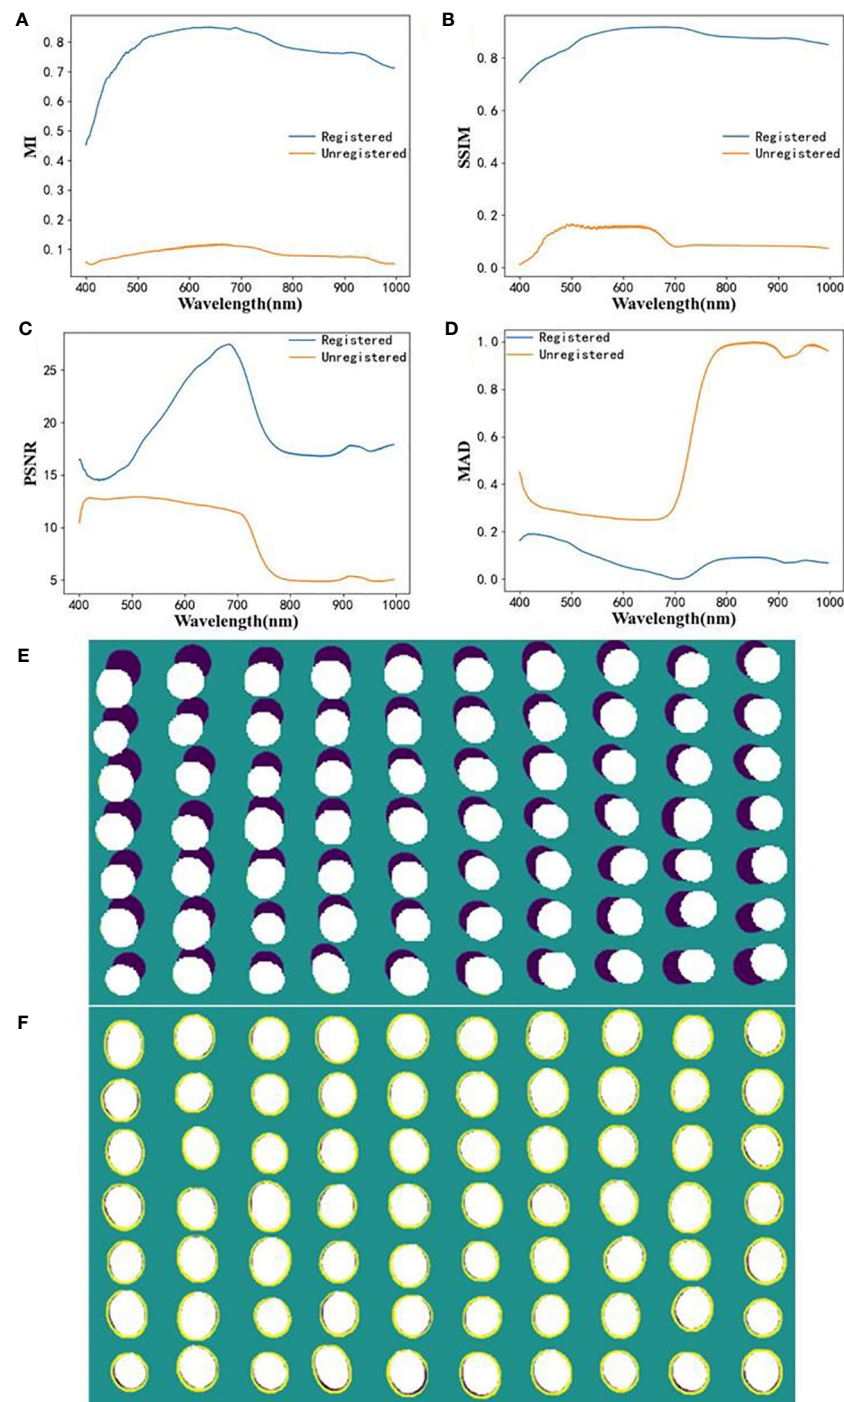 A
MI
0.8
0.7
0.6
0.5
0.4
0.3
0.2
0.1
Registered
Unregistered
400 500 600 700 800 900 1000
Wavelength(nm)
B
SSIM
0.8
0.6
0.4
0.2
0.0
Registered
Unregistered
400 500 600 700 800 900 1000
Wavelength(nm)
C
PSNR
25
20
15
10
5
Registered
Unregistered
400 500 600 700 800 900 1000
Wavelength(nm)
D
MAD
1.0
0.8
0.6
0.4
0.2
0.0
Registered
Unregistered
400 500 600 700 800 900 1000
Wavelength(nm)
E
F